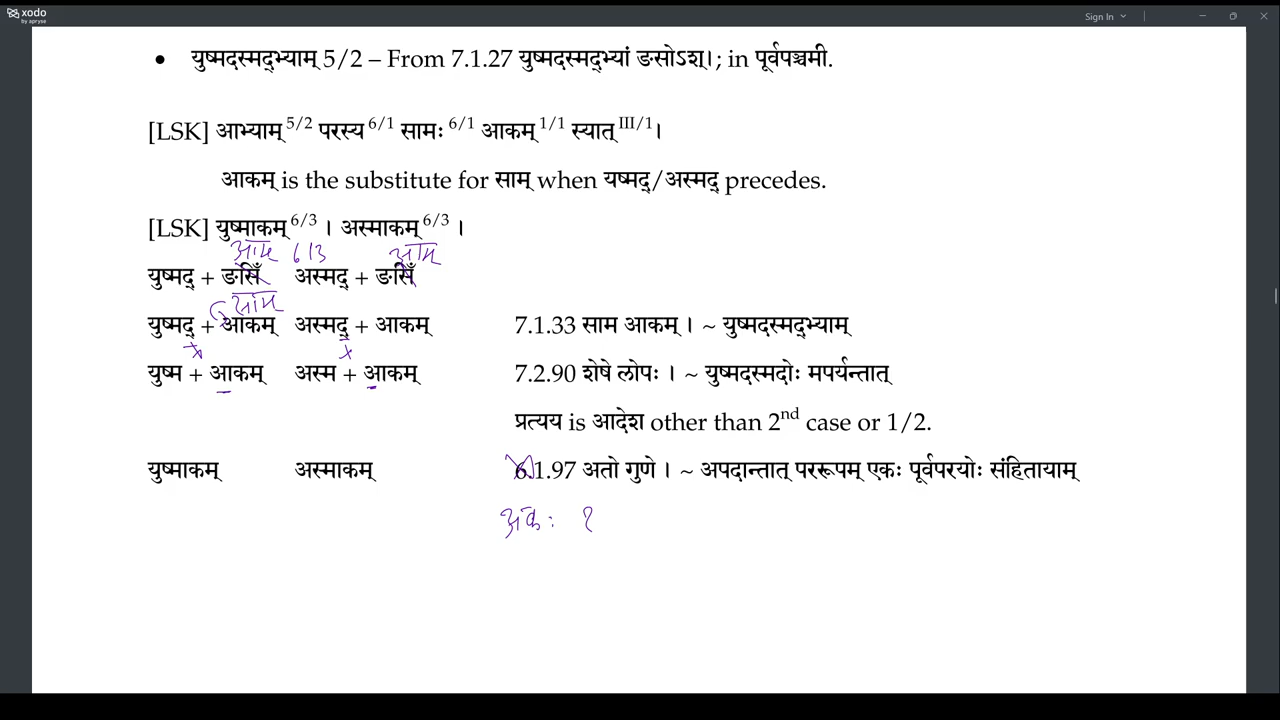 xodo
by apryse
Sign In
• युष्मदस्मद्भ्याम् 5/2 – From 7.1.27 युष्मदस्मद्भ्यां ङसोऽश्।; in पूर्वपञ्चमी.
[LSK] आभ्याम् 5/2 परस्य 6/1 सामः 6/1 आकम् 1/1 स्यात् III/1 ।
आकम् is the substitute for साम् when यष्मद्/अस्मद् precedes.
[LSK] युष्माकम् 6/3 । अस्माकम् 6/3 ।
आम् 6/3 आम्
युष्मद् + ङसिँ अस्मद् + ङसिँ
साम्
युष्मद् + आकम् अस्मद् + आकम् 7.1.33 साम आकम् । ~ युष्मदस्मद्भ्याम्
युष्म + आकम् अस्म + आकम् 7.2.90 शेषे लोपः । ~ युष्मदस्मदोः मपर्यन्तात्
प्रत्यय is आदेश other than 2nd case or 1/2.
युष्माकम् अस्माकम् 6.1.97 अतो गुणे । ~ अपदान्तात् पररूपम् एकः पूर्वपरयोः संहितायाम्
अकः